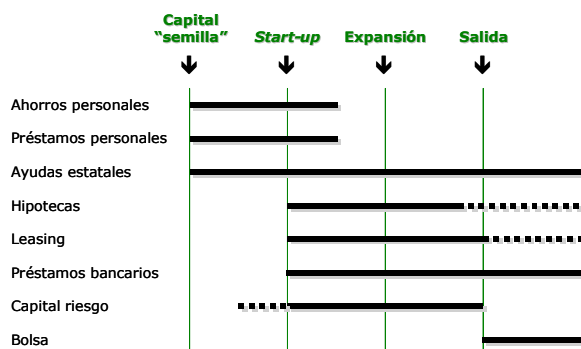 Capital
“semilla”
Start-up
Expansión
Salida
Ahorros personales
Préstamos personales
Ayudas estatales
Hipotecas
Leasing
Préstamos bancarios
Capital riesgo
Bolsa